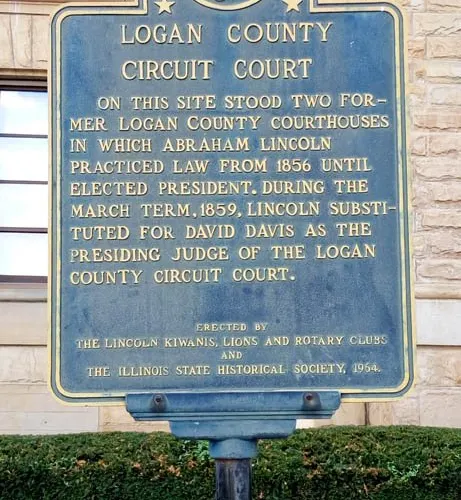 LOGAN COUNTY
CIRCUIT COURT
ON THIS SITE STOOD TWO FOR-
MER LOGAN COUNTY COURTHOUSES
IN WHICH ABRAHAM LINCOLN
PRACTICED LAW FROM 1856 UNTIL
ELECTED PRESIDENT. DURING THE
MARCH TERM, 1859, LINCOLN SUBSTI-
TUTED FOR DAVID DAVIS AS THE
PRESIDING JUDGE OF THE LOGAN
COUNTY CIRCUIT COURT.
ERECTED BY
THE LINCOLN KIWANIS, LIONS AND ROTARY CLUBS
AND
THE ILLINOIS STATE HISTORICAL SOCIETY, 1964.